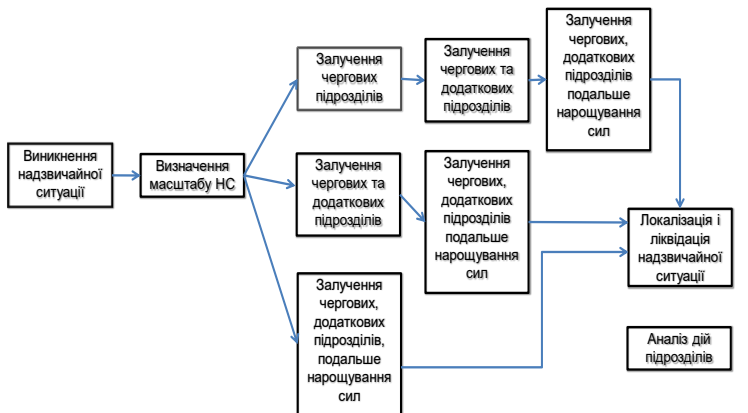 Виникнення
надзвичайної
ситуації
Визначення
масштабу НС
Залучення
чергових
підрозділів
Залучення
чергових та
додаткових
підрозділів
Залучення
чергових,
додаткових
підрозділів
подальше
нарощування
сил
Залучення
чергових та
додаткових
підрозділів
Залучення
чергових,
додаткових
підрозділів
подальше
нарощування
сил
Залучення
чергових,
додаткових
підрозділів,
подальше
нарощування
сил
Локалізація і
ліквідація
надзвичайної
ситуації
Аналіз дій
підрозділів